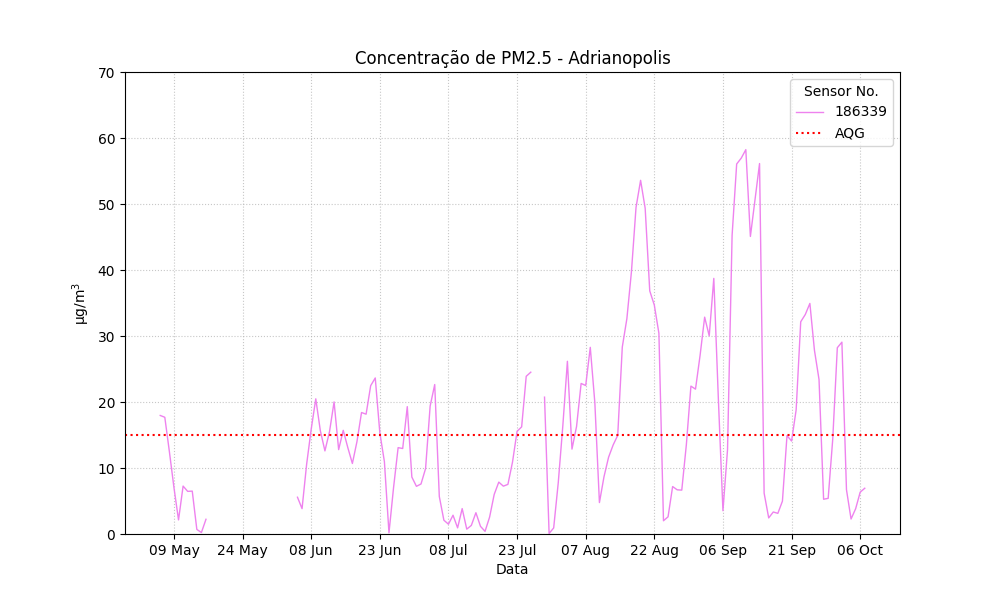 Concentração de PM2.5 - Adrianopolis
Sensor No.
186339
AQG
70
60
50
40
30
20
10
0
µg/m³
09 May 24 May 08 Jun 23 Jun 08 Jul 23 Jul 07 Aug 22 Aug 06 Sep 21 Sep 06 Oct
Data